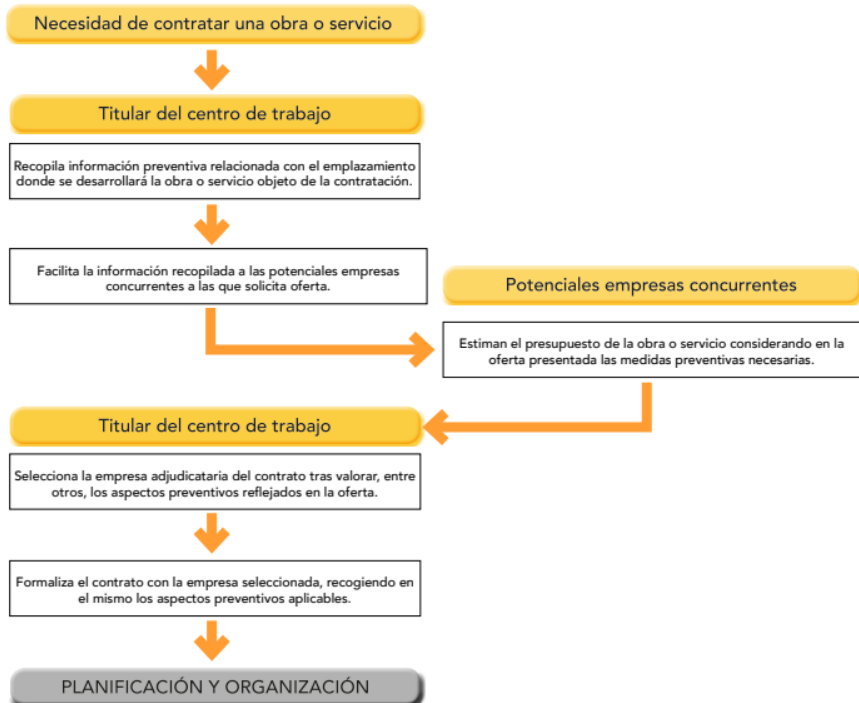 Necesidad de contratar una obra o servicio
Titular del centro de trabajo
Recopila información preventiva relacionada con el emplazamiento
donde se desarrollará la obra o servicio objeto de la contratación.
Facilita la información recopilada a las potenciales empresas
concurrentes a las que solicita oferta.
Potenciales empresas concurrentes
Estiman el presupuesto de la obra o servicio considerando en la
oferta presentada las medidas preventivas necesarias.
Titular del centro de trabajo
Selecciona la empresa adjudicataria del contrato tras valorar, entre
otros, los aspectos preventivos reflejados en la oferta.
Formaliza el contrato con la empresa seleccionada, recogiendo en
el mismo los aspectos preventivos aplicables.
PLANIFICACIÓN Y ORGANIZACIÓN